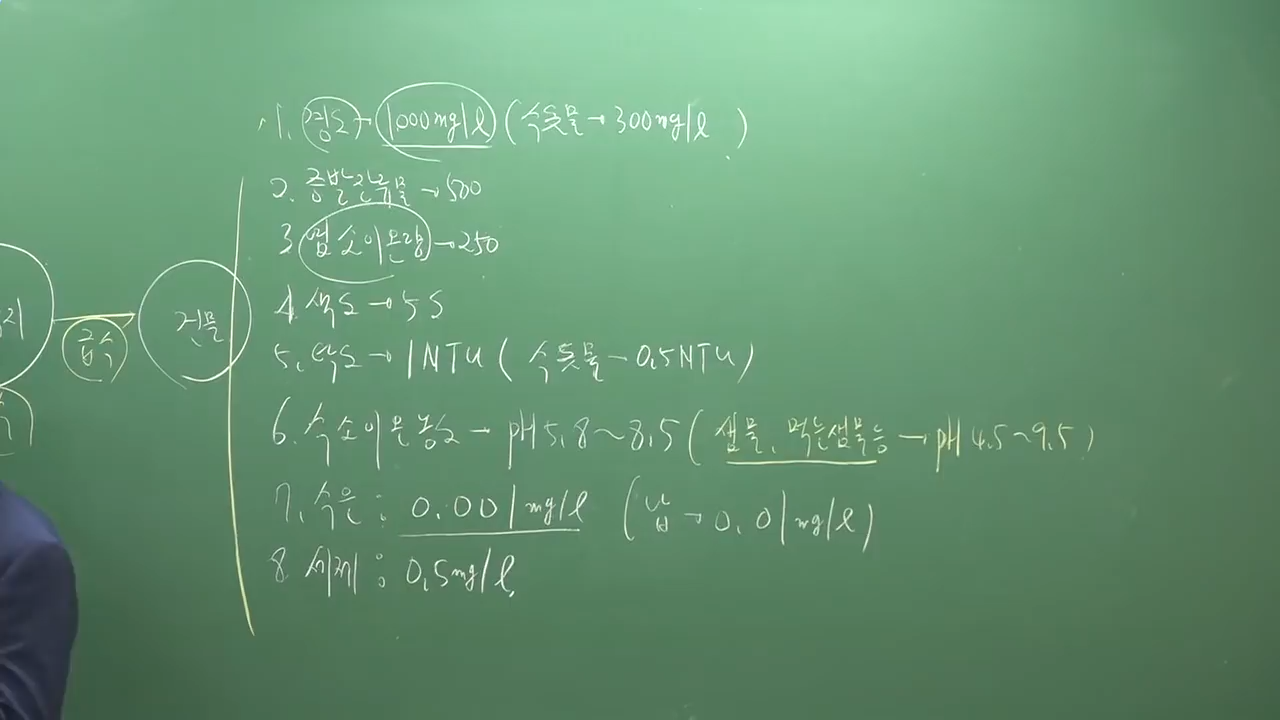 1. 경도 → 1,000mg/ℓ (수돗물 → 300mg/ℓ)
2. 증발잔류물 → 500
3. 염소이온량 → 250
4. 색도 → 5도
5. 탁도 → 1NTU (수돗물 → 0.5NTU)
6. 수소이온농도 → pH 5.8~8.5 (샘물, 먹는샘물등 → pH 4.5~9.5)
7. 수은 : 0.001mg/ℓ (납 → 0.01mg/ℓ)
8. 세제 : 0.5mg/ℓ
급수
건물